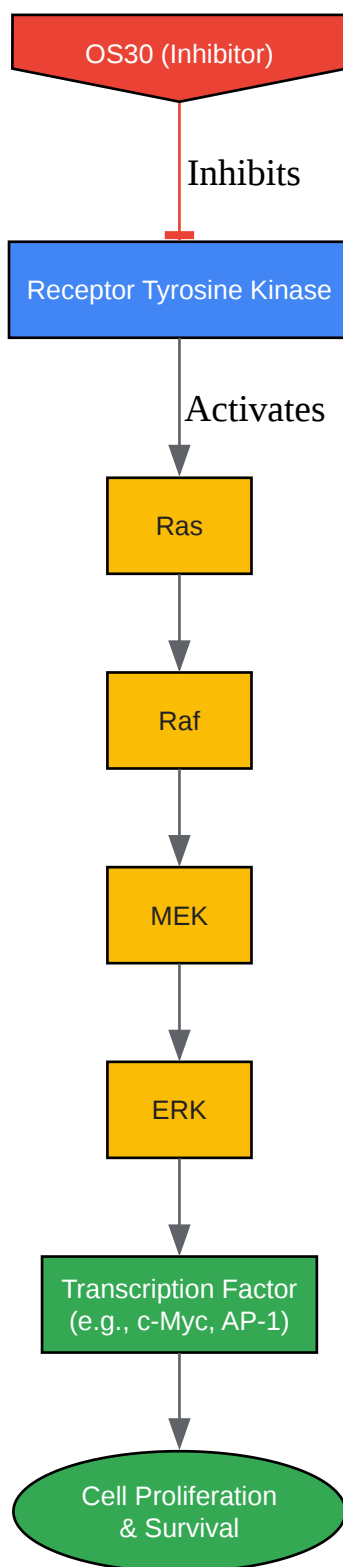 OS30 (Inhibitor)
Inhibits
Receptor Tyrosine Kinase
Activates
Ras
Raf
MEK
ERK
Transcription Factor
(e.g., c-Myc, AP-1)
Cell Proliferation
& Survival